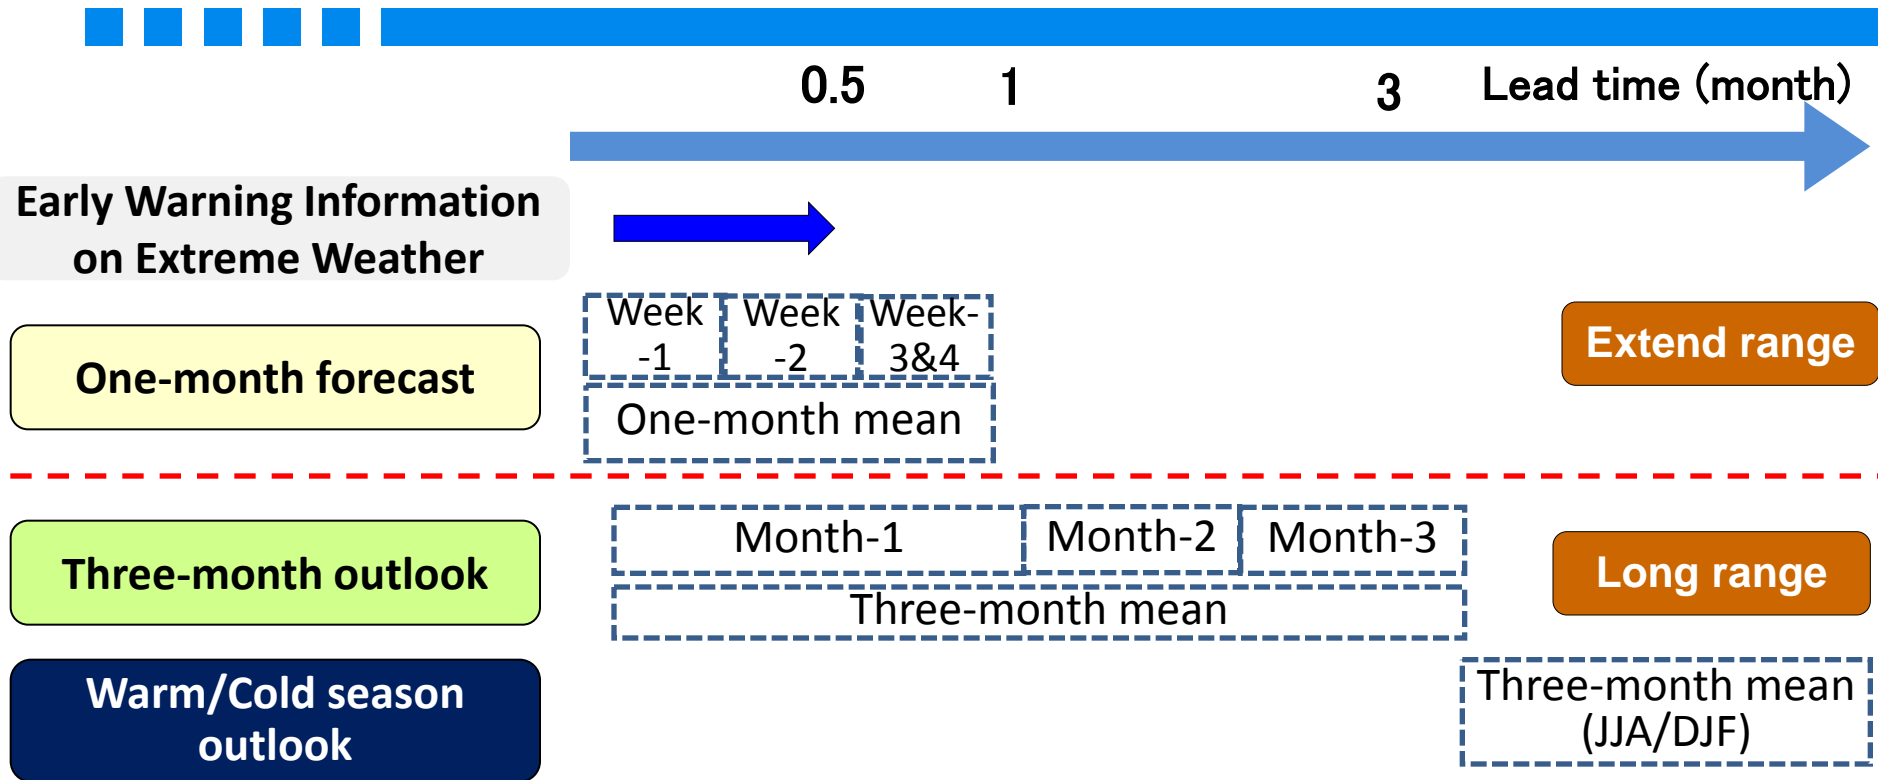 0.5
1
3
Lead time (month)
Early Warning Information
on Extreme Weather
Week
-1
Week
-2
Week-
3&4
One-month forecast
One-month mean
Extend range
Three-month outlook
Month-1
Month-2
Month-3
Three-month mean
Long range
Warm/Cold season
outlook
Three-month mean
(JJA/DJF)